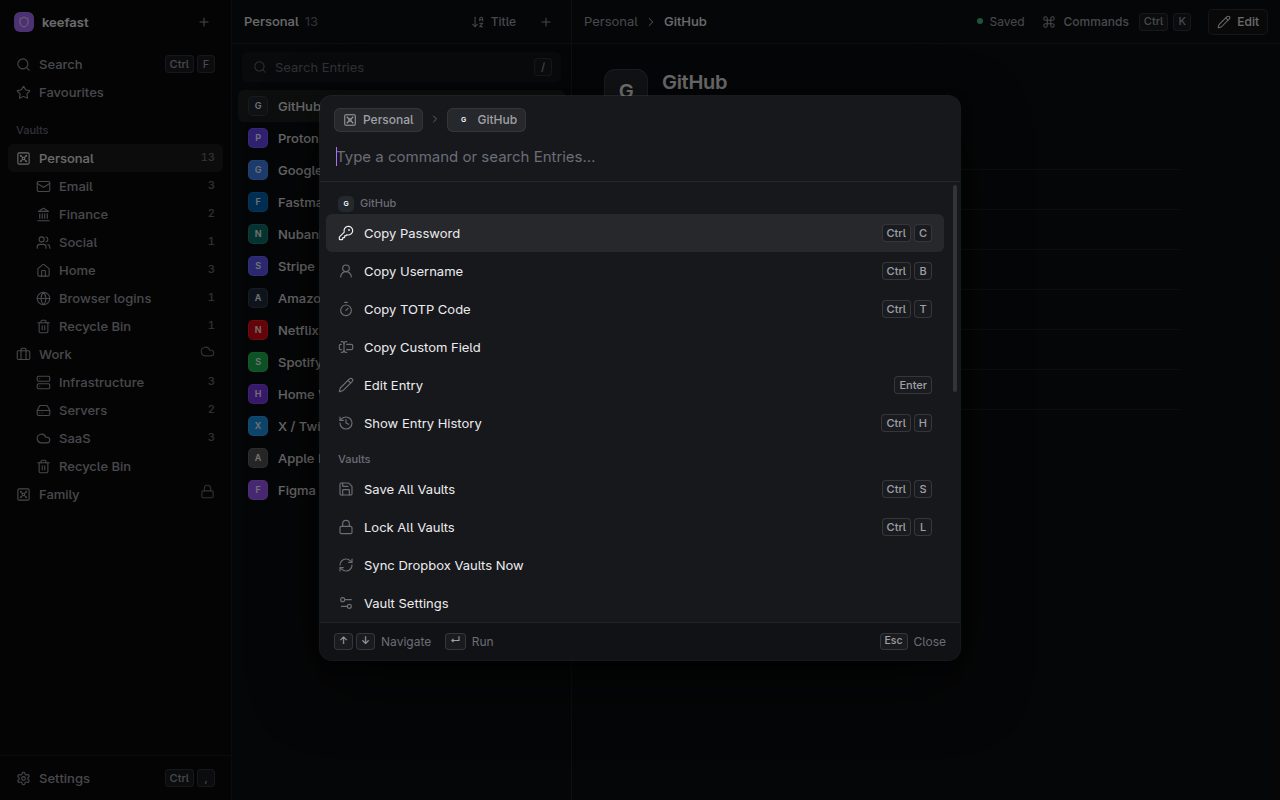 keefast
Search Ctrl F
Favourites
Vaults
Personal 13
Email 3
Finance 2
Social 1
Home 3
Browser logins 1
Recycle Bin 1
Work
Infrastructure 3
Servers 2
SaaS 3
Recycle Bin
Family
Settings Ctrl ,
Personal 13 Title
Search Entries /
G GitHub
P Proton
G Google
F Fastma
N Nuban
S Stripe
A Amazo
N Netflix
S Spotify
H Home
X X / Twi
A Apple
F Figma
Personal GitHub Saved Commands Ctrl K Edit
G GitHub
Personal G GitHub
Type a command or search Entries...
G GitHub
Copy Password Ctrl C
Copy Username Ctrl B
Copy TOTP Code Ctrl T
Copy Custom Field
Edit Entry Enter
Show Entry History Ctrl H
Vaults
Save All Vaults Ctrl S
Lock All Vaults Ctrl L
Sync Dropbox Vaults Now
Vault Settings
Navigate Run Esc Close